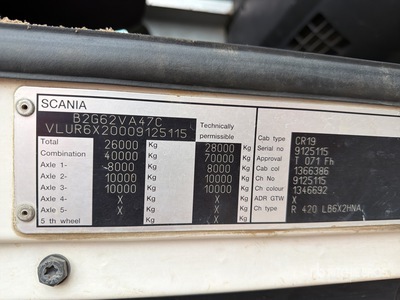 SCANIA
B2G62VA47C
VLUR6X20009125115
Technically
permissible
Total 26000 Kg 28000 Kg
Combination 40000 Kg 70000 Kg
Axle 1- 8000 Kg 8000 Kg
Axle 2- 10000 Kg 10000 Kg
Axle 3- 10000 Kg 10000 Kg
Axle 4- X Kg X Kg
Axle 5- X Kg X Kg
5 th wheel X Kg X Kg
Cab type CR19
Serial no 9125115
Approval T 071 Fh
Cab col 1366386
Ch No 9125115
Ch colour 1346692
ADR GTW X
Ch type R 420 LB6X2HNA